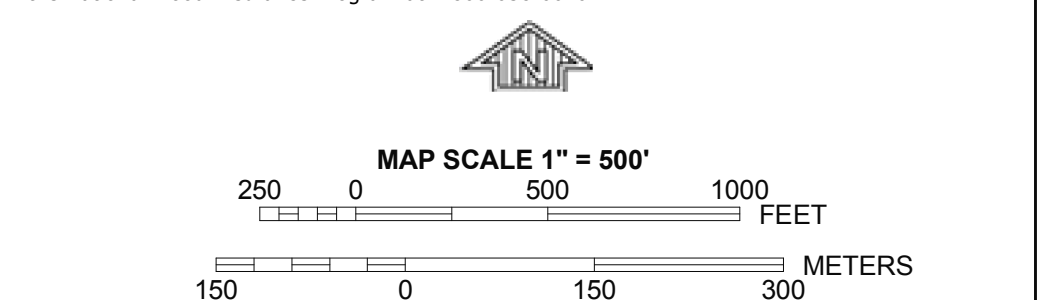 N
MAP SCALE 1" = 500'
250 0 500 1000
FEET
METERS
150 0 150 300